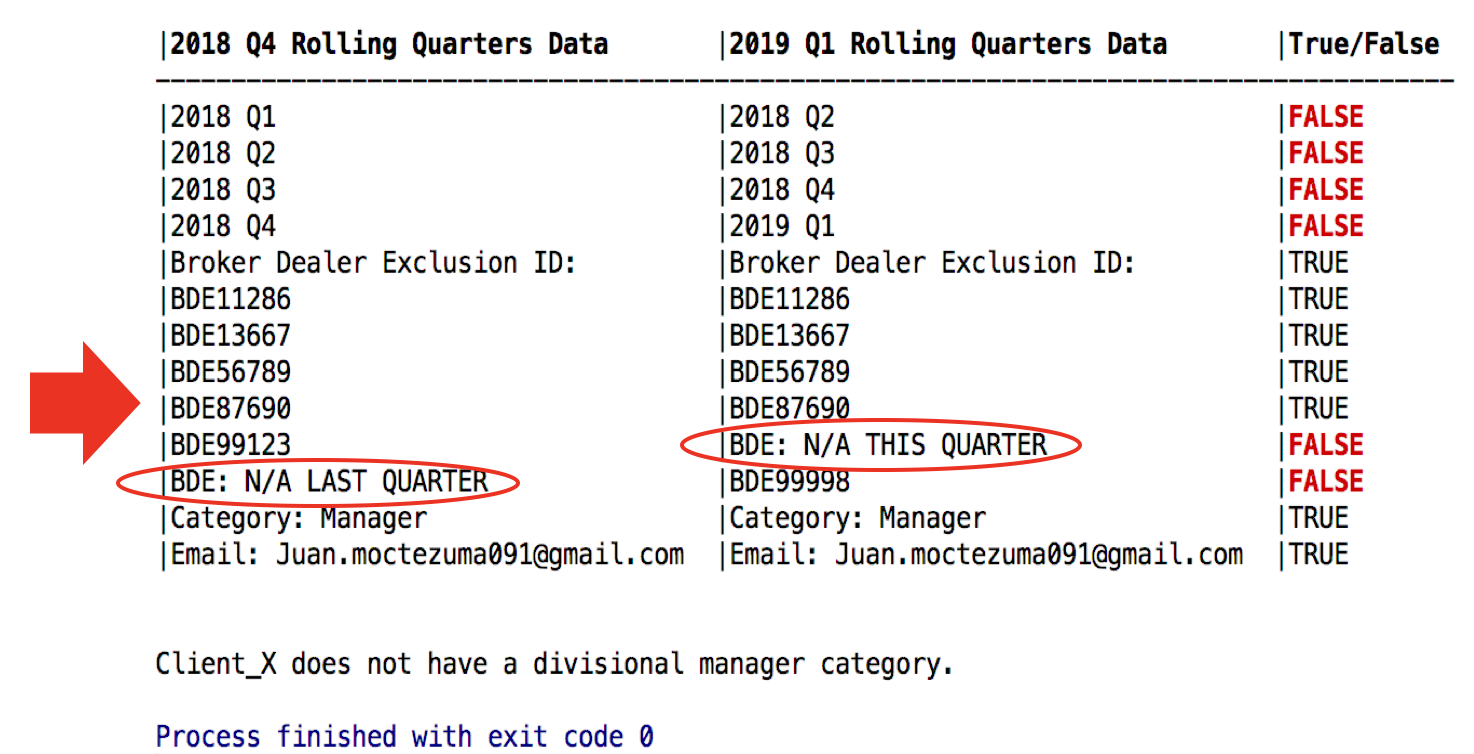 |2018 Q4 Rolling Quarters Data |2019 Q1 Rolling Quarters Data |True/False
|2018 Q1 |2018 Q2 |FALSE
|2018 Q2 |2018 Q3 |FALSE
|2018 Q3 |2018 Q4 |FALSE
|2018 Q4 |2019 Q1 |FALSE
|Broker Dealer Exclusion ID: |Broker Dealer Exclusion ID: |TRUE
|BDE11286 |BDE11286 |TRUE
|BDE13667 |BDE13667 |TRUE
|BDE56789 |BDE56789 |TRUE
|BDE87690 |BDE87690 |TRUE
|BDE99123 |BDE: N/A THIS QUARTER |FALSE
|BDE: N/A LAST QUARTER |BDE99998 |FALSE
|Category: Manager |Category: Manager |TRUE
|Email: Juan.moctezuma091@gmail.com |Email: Juan.moctezuma091@gmail.com |TRUE
Client_X does not have a divisional manager category.
Process finished with exit code 0